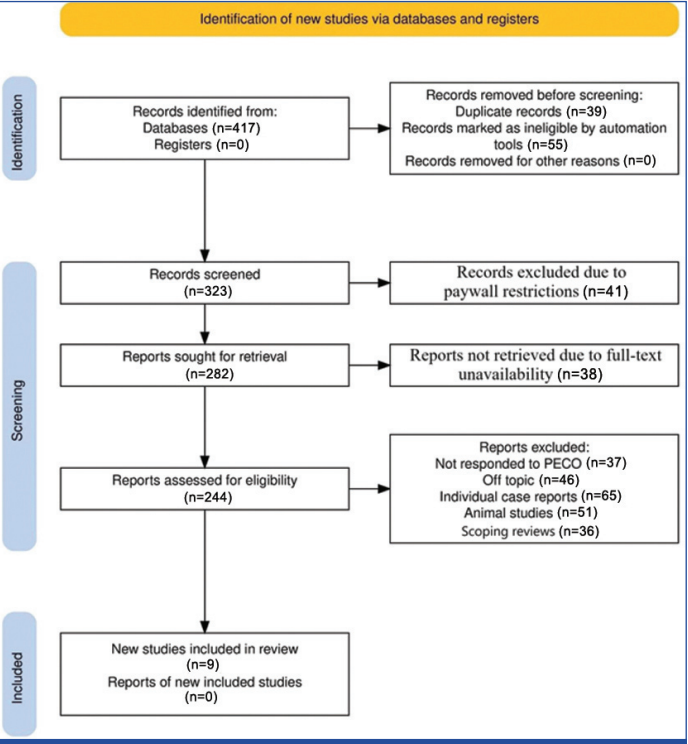 Identification of new studies via databases and registers
Identification
Records identified from:
Databases (n=417)
Registers (n=0)
Records removed before screening:
Duplicate records (n=39)
Records marked as ineligible by automation
tools (n=55)
Records removed for other reasons (n=0)
Screening
Records screened
(n=323)
Records excluded due to
paywall restrictions (n=41)
Reports sought for retrieval
(n=282)
Reports not retrieved due to full-text
unavailability (n=38)
Reports assessed for eligibility
(n=244)
Reports excluded:
Not responded to PECO (n=37)
Off topic (n=46)
Individual case reports (n=65)
Animal studies (n=51)
Scoping reviews (n=36)
Included
New studies included in review
(n=9)
Reports of new included studies
(n=0)